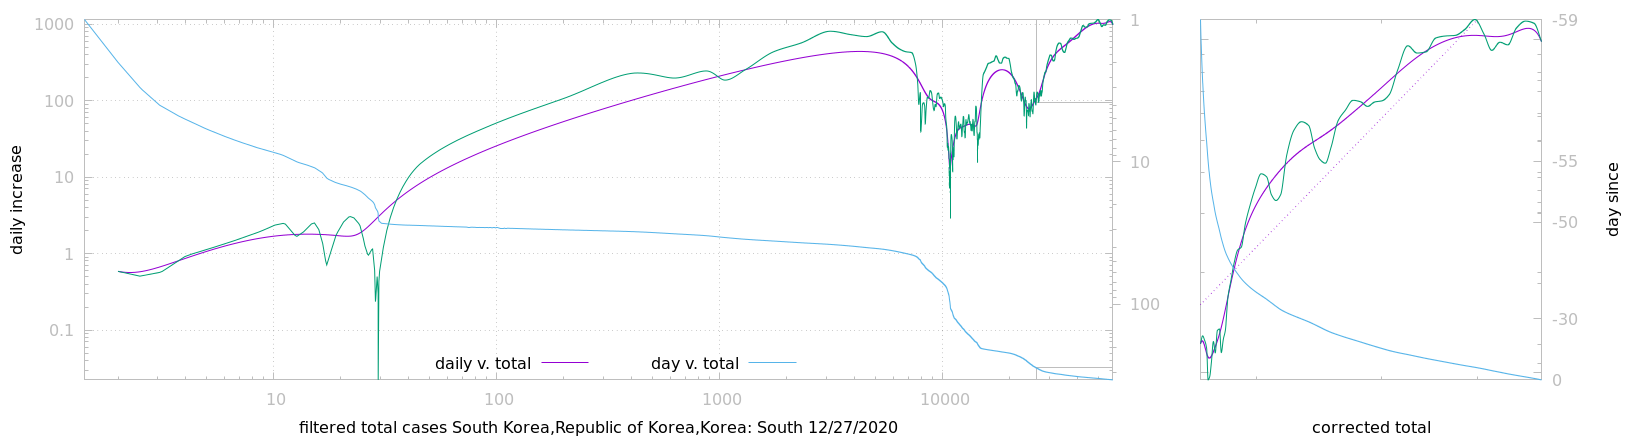 1000
100
10
1
0.1
daily increase
daily v. total
day v. total
10
100
1000
10000
filtered total cases South Korea,Republic of Korea,Korea: South 12/27/2020
1
10
100
-59
-55
-50
-30
0
day since
corrected total